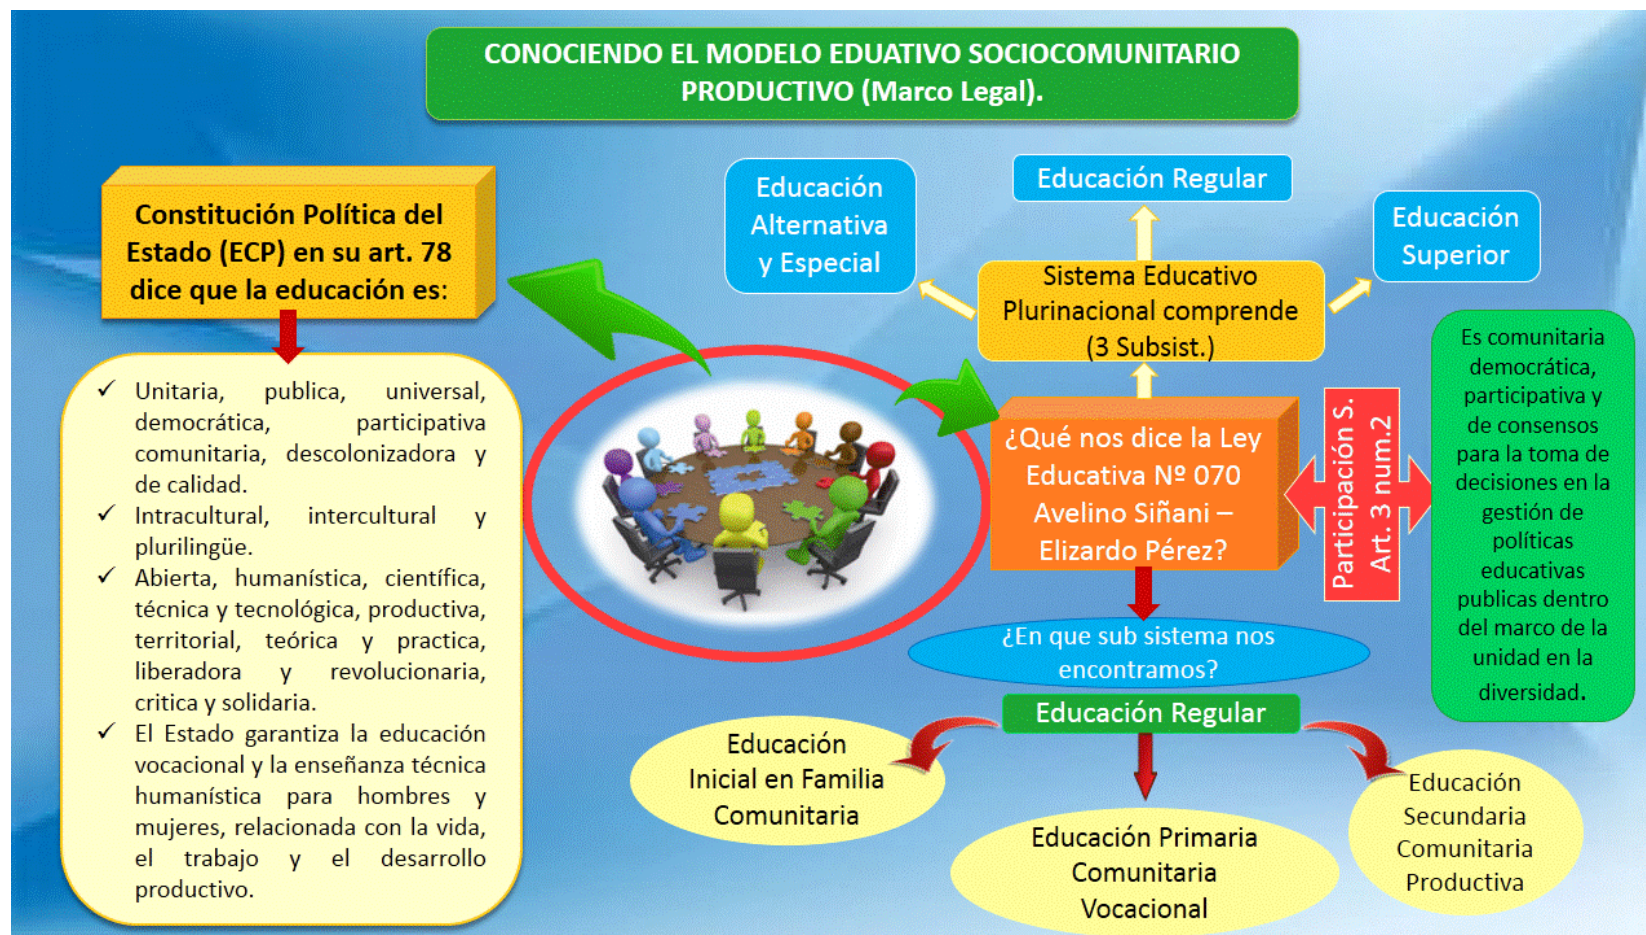 CONOCIENDO EL MODELO EDUATIVO SOCIOCOMUNITARIO
PRODUCTIVO (Marco Legal).
Constitución Política del
Estado (ECP) en su art. 78
dice que la educación es:
✓ Unitaria, publica, universal,
democrática, participativa
comunitaria, descolonizadora y
de calidad.
✓ Intracultural, intercultural y
plurilingüe.
✓ Abierta, humanística, científica,
técnica y tecnológica, productiva,
territorial, teórica y practica,
liberadora y revolucionaria,
critica y solidaria.
✓ El Estado garantiza la educación
vocacional y la enseñanza técnica
humanística para hombres y
mujeres, relacionada con la vida,
el trabajo y el desarrollo
productivo.
Educación
Alternativa
y Especial
Educación Regular
Educación
Superior
Sistema Educativo
Plurinacional comprende
(3 Subsist.)
¿Qué nos dice la Ley
Educativa Nº 070
Avelino Siñani –
Elizardo Pérez?
Participación S.
Art. 3 num.2
Es comunitaria
democrática,
participativa y
de consensos
para la toma de
decisiones en la
gestión de
políticas
educativas
publicas dentro
del marco de la
unidad en la
diversidad.
¿En que sub sistema nos
encontramos?
Educación Regular
Educación
Inicial en Familia
Comunitaria
Educación Primaria
Comunitaria
Vocacional
Educación
Secundaria
Comunitaria
Productiva